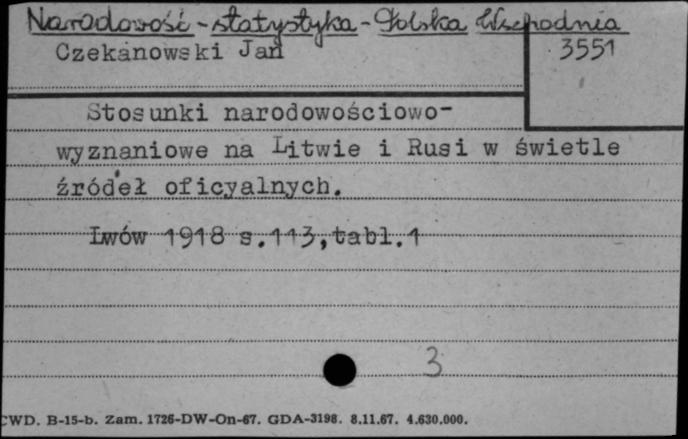 Narodowość - statystyka - Polska Wschodnia
Czekanowski Jan
3551
Stosunki narodowościowo-
wyznaniowe na Litwie i Rusi w świetle
źródeł oficyalnych.
Lwów 1918 s.113,tabl.1
3
CWD. B-15-b. Zam. 1726-DW-On-67. GDA-3198. 8.11.67. 4.630.000.